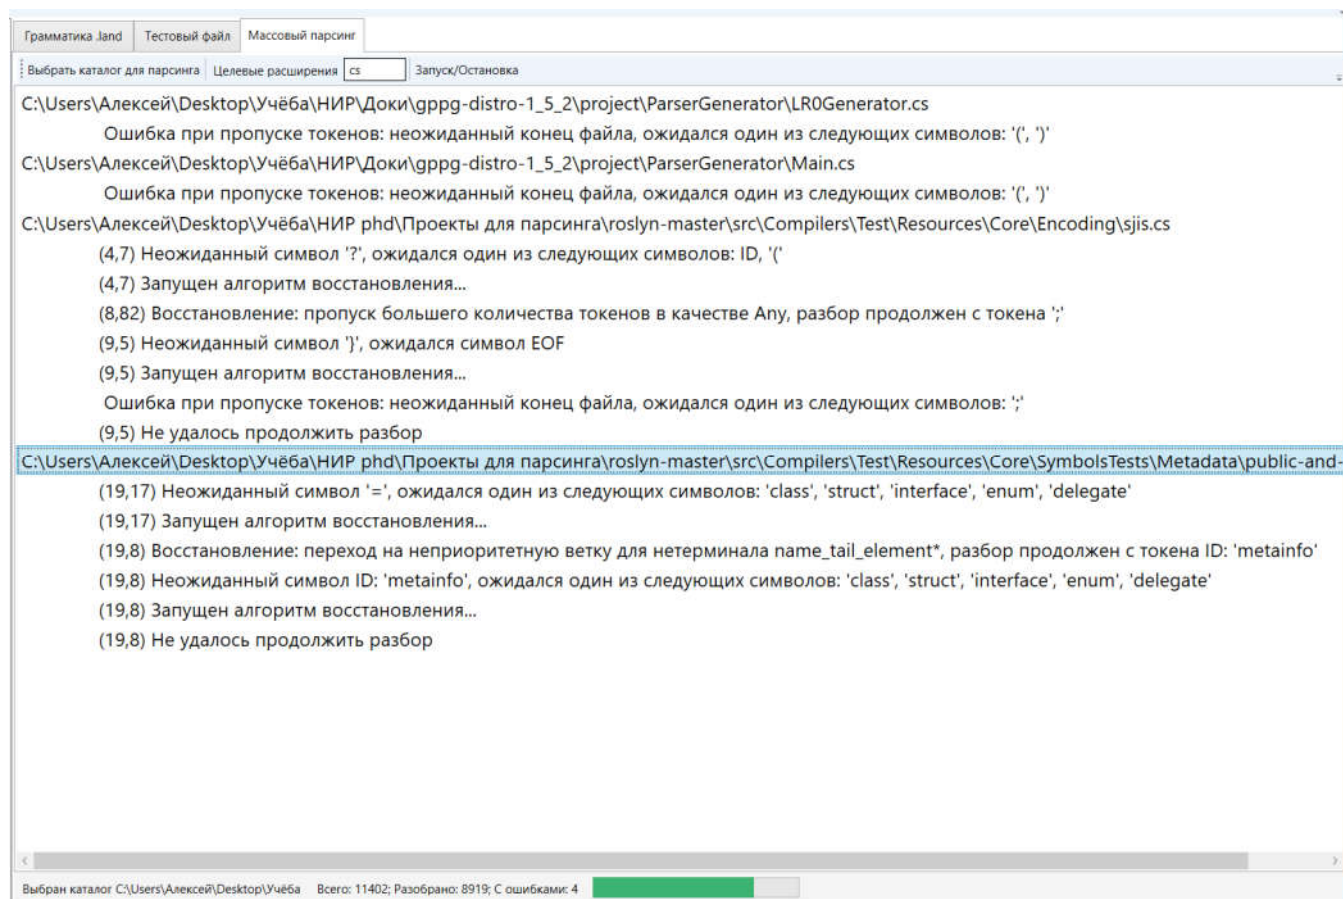 Грамматика .land Тестовый файл Массовый парсинг
Выбрать каталог для парсинга Целевые расширения cs Запуск/Остановка
C:\Users\Алексей\Desktop\Учёба\НИР\Доки\gppg-distro-1_5_2\project\ParserGenerator\LR0Generator.cs
Ошибка при пропуске токенов: неожиданный конец файла, ожидался один из следующих символов: '(', ')'
C:\Users\Алексей\Desktop\Учёба\НИР\Доки\gppg-distro-1_5_2\project\ParserGenerator\Main.cs
Ошибка при пропуске токенов: неожиданный конец файла, ожидался один из следующих символов: '(', ')'
C:\Users\Алексей\Desktop\Учёба\НИР phd\Проекты для парсинга\roslyn-master\src\Compilers\Test\Resources\Core\Encoding\sjis.cs
(4,7) Неожиданный символ '?', ожидался один из следующих символов: ID, '('
(4,7) Запущен алгоритм восстановления...
(8,82) Восстановление: пропуск большего количества токенов в качестве Any, разбор продолжен с токена ';'
(9,5) Неожиданный символ '}', ожидался символ EOF
(9,5) Запущен алгоритм восстановления...
Ошибка при пропуске токенов: неожиданный конец файла, ожидался один из следующих символов: ';'
(9,5) Не удалось продолжить разбор
C:\Users\Алексей\Desktop\Учёба\НИР phd\Проекты для парсинга\roslyn-master\src\Compilers\Test\Resources\Core\SymbolsTests\Metadata\public-and-
(19,17) Неожиданный символ '=', ожидался один из следующих символов: 'class', 'struct', 'interface', 'enum', 'delegate'
(19,17) Запущен алгоритм восстановления...
(19,8) Восстановление: переход на неприоритетную ветку для нетерминала name_tail_element*, разбор продолжен с токена ID: 'metainfo'
(19,8) Неожиданный символ ID: 'metainfo', ожидался один из следующих символов: 'class', 'struct', 'interface', 'enum', 'delegate'
(19,8) Запущен алгоритм восстановления...
(19,8) Не удалось продолжить разбор
Выбран каталог C:\Users\Алексей\Desktop\Учёба Всего: 11402; Разобрано: 8919; С ошибками: 4